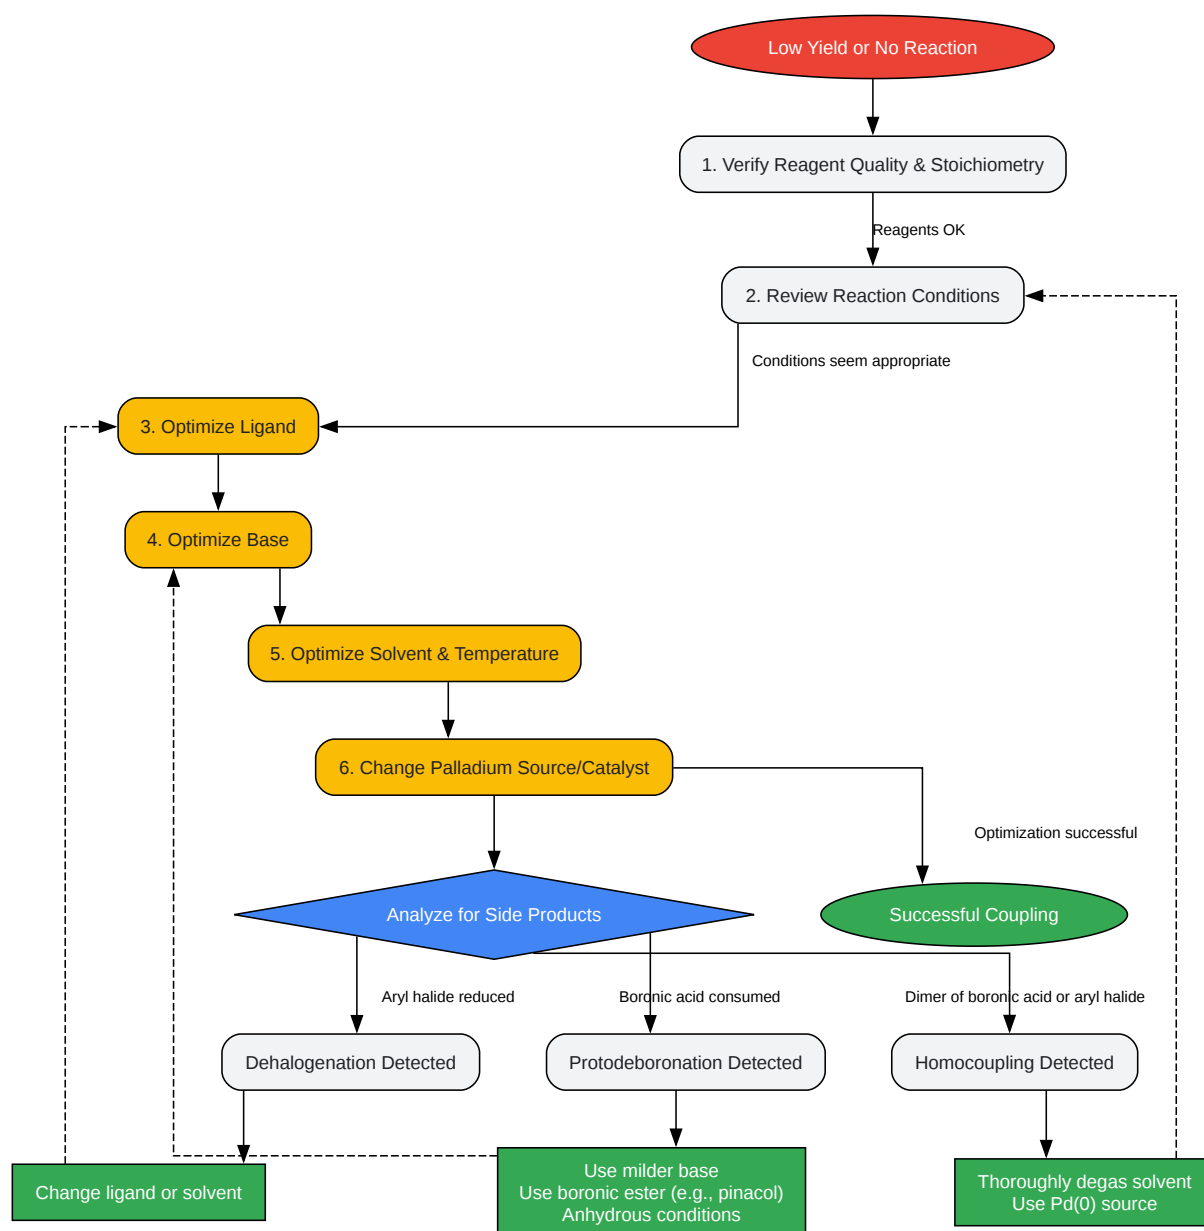 Low Yield or No Reaction
1. Verify Reagent Quality & Stoichiometry
Reagents OK
2. Review Reaction Conditions
Conditions seem appropriate
3. Optimize Ligand
4. Optimize Base
5. Optimize Solvent & Temperature
6. Change Palladium Source/Catalyst
Optimization successful
Analyze for Side Products
Successful Coupling
Aryl halide reduced
Boronic acid consumed
Dimer of boronic acid or aryl halide
Dehalogenation Detected
Protodeboronation Detected
Homocoupling Detected
Change ligand or solvent
Use milder base
Use boronic ester (e.g., pinacol)
Anhydrous conditions
Thoroughly degas solvent
Use Pd(0) source